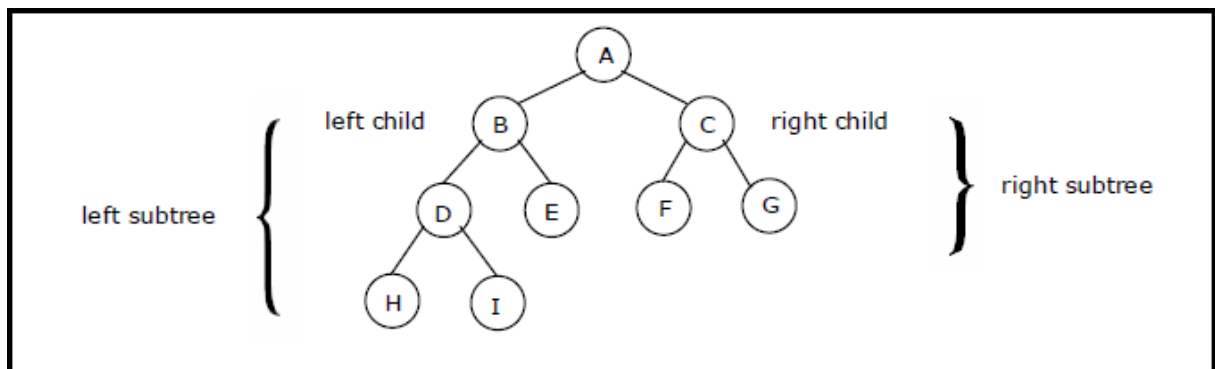 A
left child
B
C
right child
left subtree
D
E
F
G
right subtree
H
I